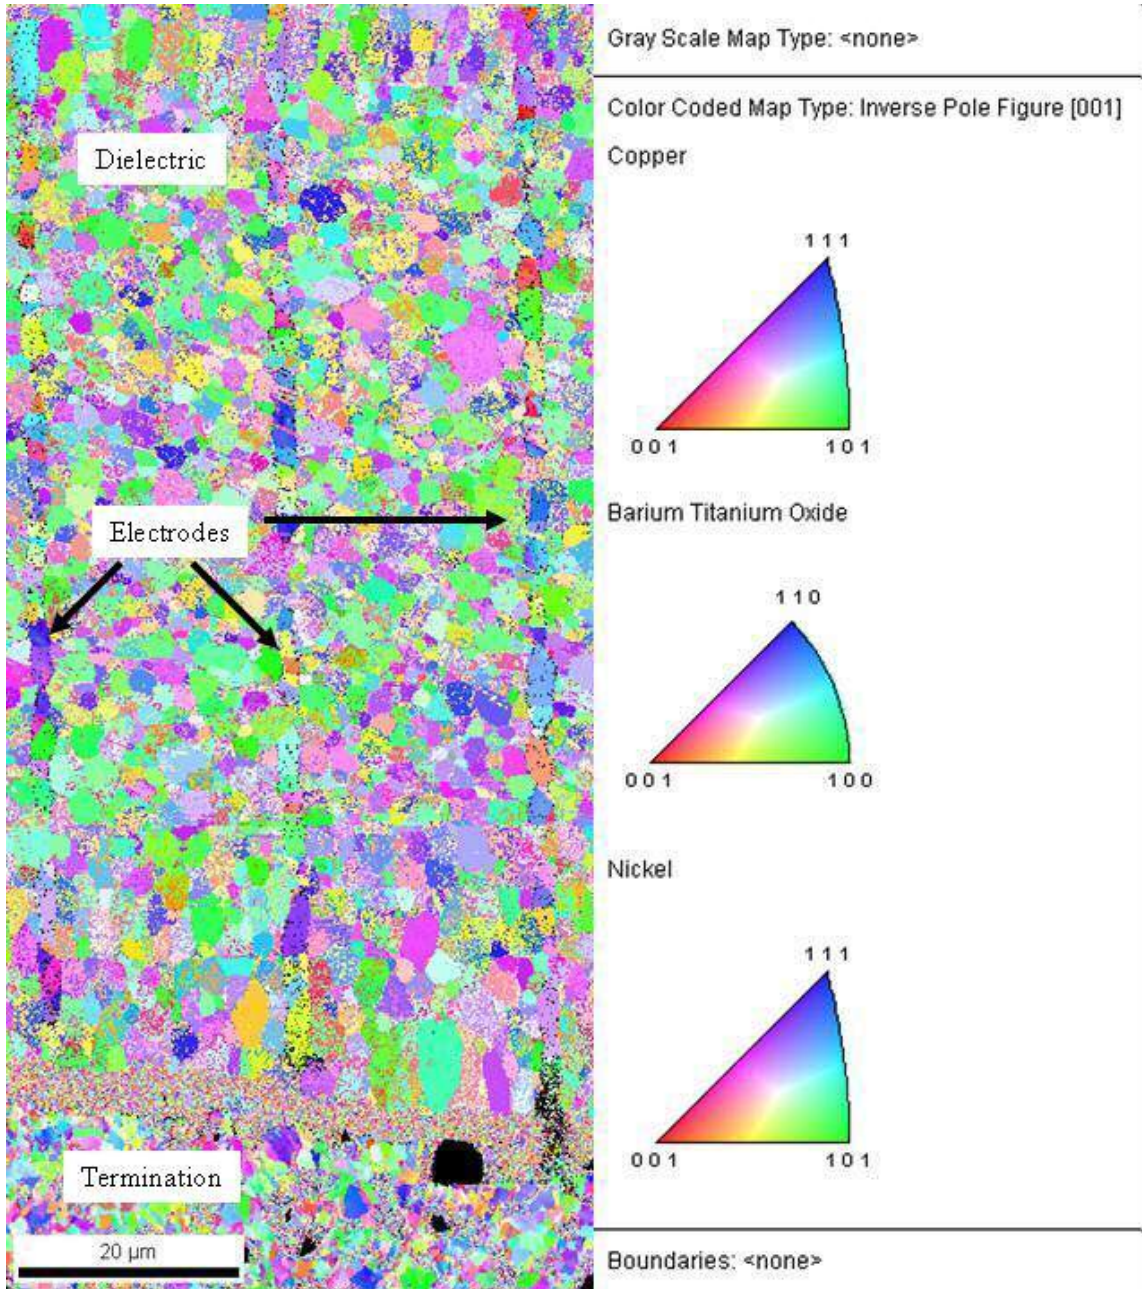 Dielectric
Electrodes
Termination
20 μm
Gray Scale Map Type: <none>
Color Coded Map Type: Inverse Pole Figure [001]
Copper
1 1 1
0 0 1
1 0 1
Barium Titanium Oxide
1 1 0
0 0 1
1 0 0
Nickel
1 1 1
0 0 1
1 0 1
Boundaries: <none>